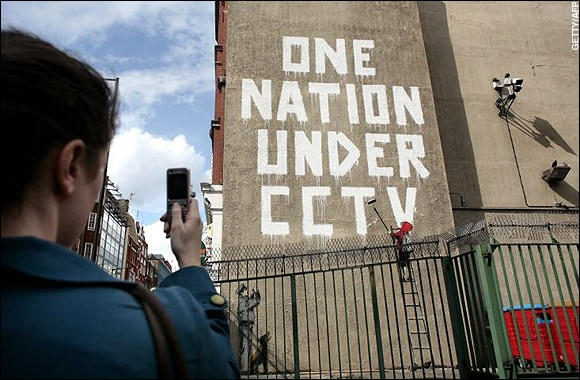 ONE
NATION
UNDER
CCTV
GETTY/AFP